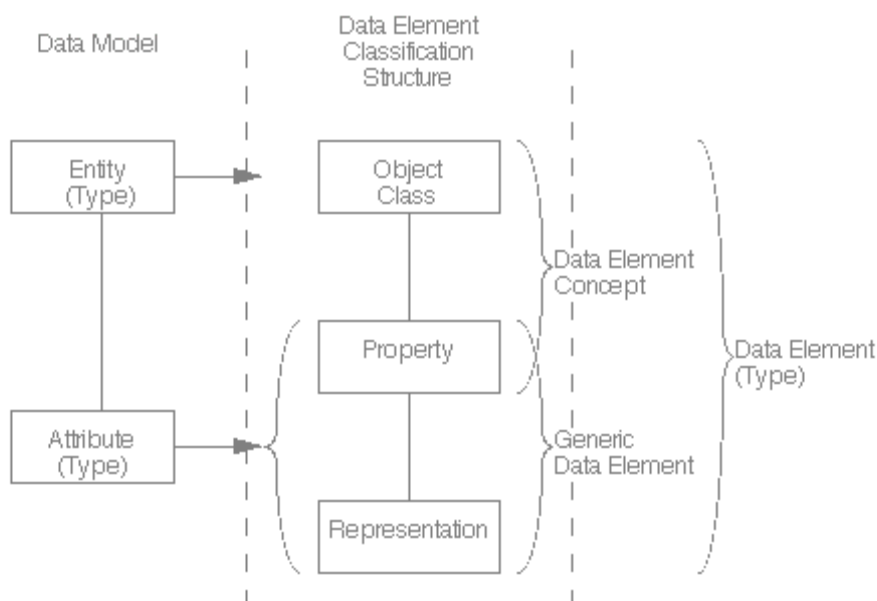 Data Model
Data Element
Classification
Structure
Entity
(Type)
Object
Class
Data Element
Concept
Property
Data Element
(Type)
Attribute
(Type)
Generic
Data Element
Representation